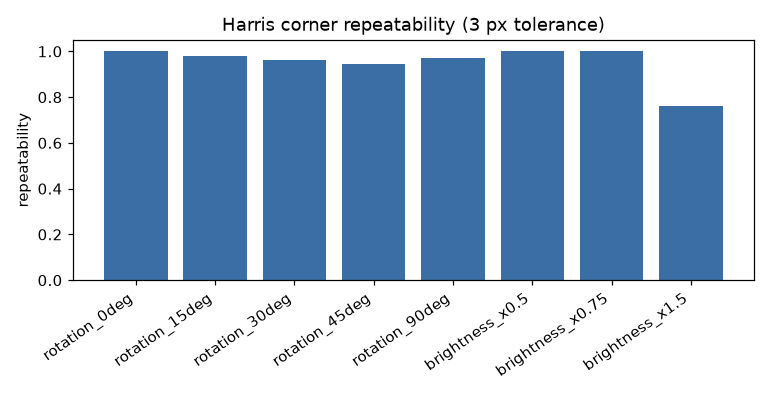 Harris corner repeatability (3 px tolerance)
repeatability
1.0
0.8
0.6
0.4
0.2
0.0
rotation_0deg
rotation_15deg
rotation_30deg
rotation_45deg
rotation_90deg
brightness_x0.5
brightness_x0.75
brightness_x1.5